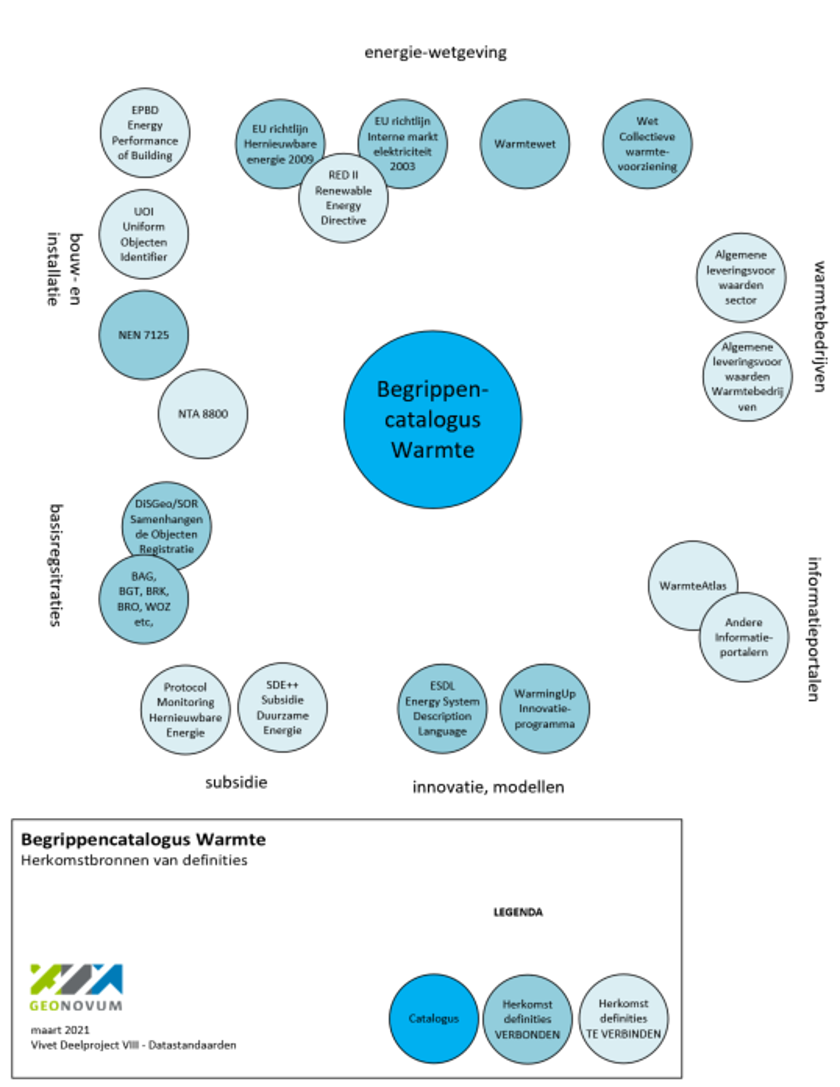 energie-wetgeving
EPBD
Energy
Performance
of Building
EU richtlijn
Hernieuwbare
energie 2009
EU richtlijn
Interne markt
elektriciteit
2003
RED II
Renewable
Energy
Directive
Warmtewet
Wet
Collectieve
warmte-
voorziening
UOI
Uniform
Objecten
Identifier
bouw- en
installatie
NEN 7125
NTA 8800
Algemene
leveringsvoor
waarden
sector
Algemene
leveringsvoor
waarden
Warmtebedrij
ven
warmtebedrijven
Begrippen-
catalogus
Warmte
basisregsitraties
DiSGeo/SOR
Samenhangen
de Objecten
Registratie
BAG,
BGT, BRK,
BRO, WOZ
etc,
WarmteAtlas
Andere
Informatie-
portalern
informatieportalen
Protocol
Monitoring
Hernieuwbare
Energie
SDE++
Subsidie
Duurzame
Energie
subsidie
ESDL
Energy System
Description
Language
WarmingUp
Innovatie-
programma
innovatie, modellen
Begrippencatalogus Warmte
Herkomstbronnen van definities
LEGENDA
GEONOVUM
maart 2021
Vivet Deelproject VIII - Datastandaarden
Catalogus
Herkomst
definities
VERBONDEN
Herkomst
definities
TE VERBINDEN